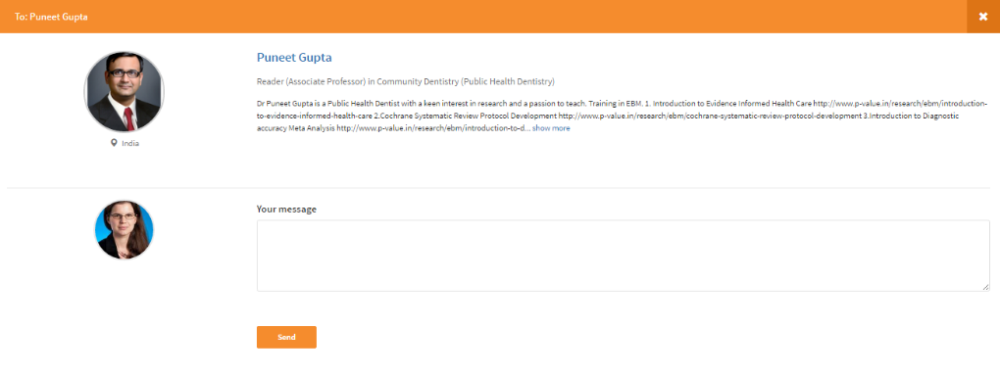 To: Puneet Gupta
Puneet Gupta
Reader (Associate Professor) in Community Dentistry (Public Health Dentistry)
Dr Puneet Gupta is a Public Health Dentist with a keen interest in research and a passion to teach. Training in EBM. 1. Introduction to Evidence Informed Health Care http://www.p-value.in/research/ebm/introduction-
to-evidence-informed-health-care 2.Cochrane Systematic Review Protocol Development http://www.p-value.in/research/ebm/cochrane-systematic-review-protocol-development 3.Introduction to Diagnostic
accuracy Meta Analysis http://www.p-value.in/research/ebm/introduction-to-d... show more
India
Your message
Send